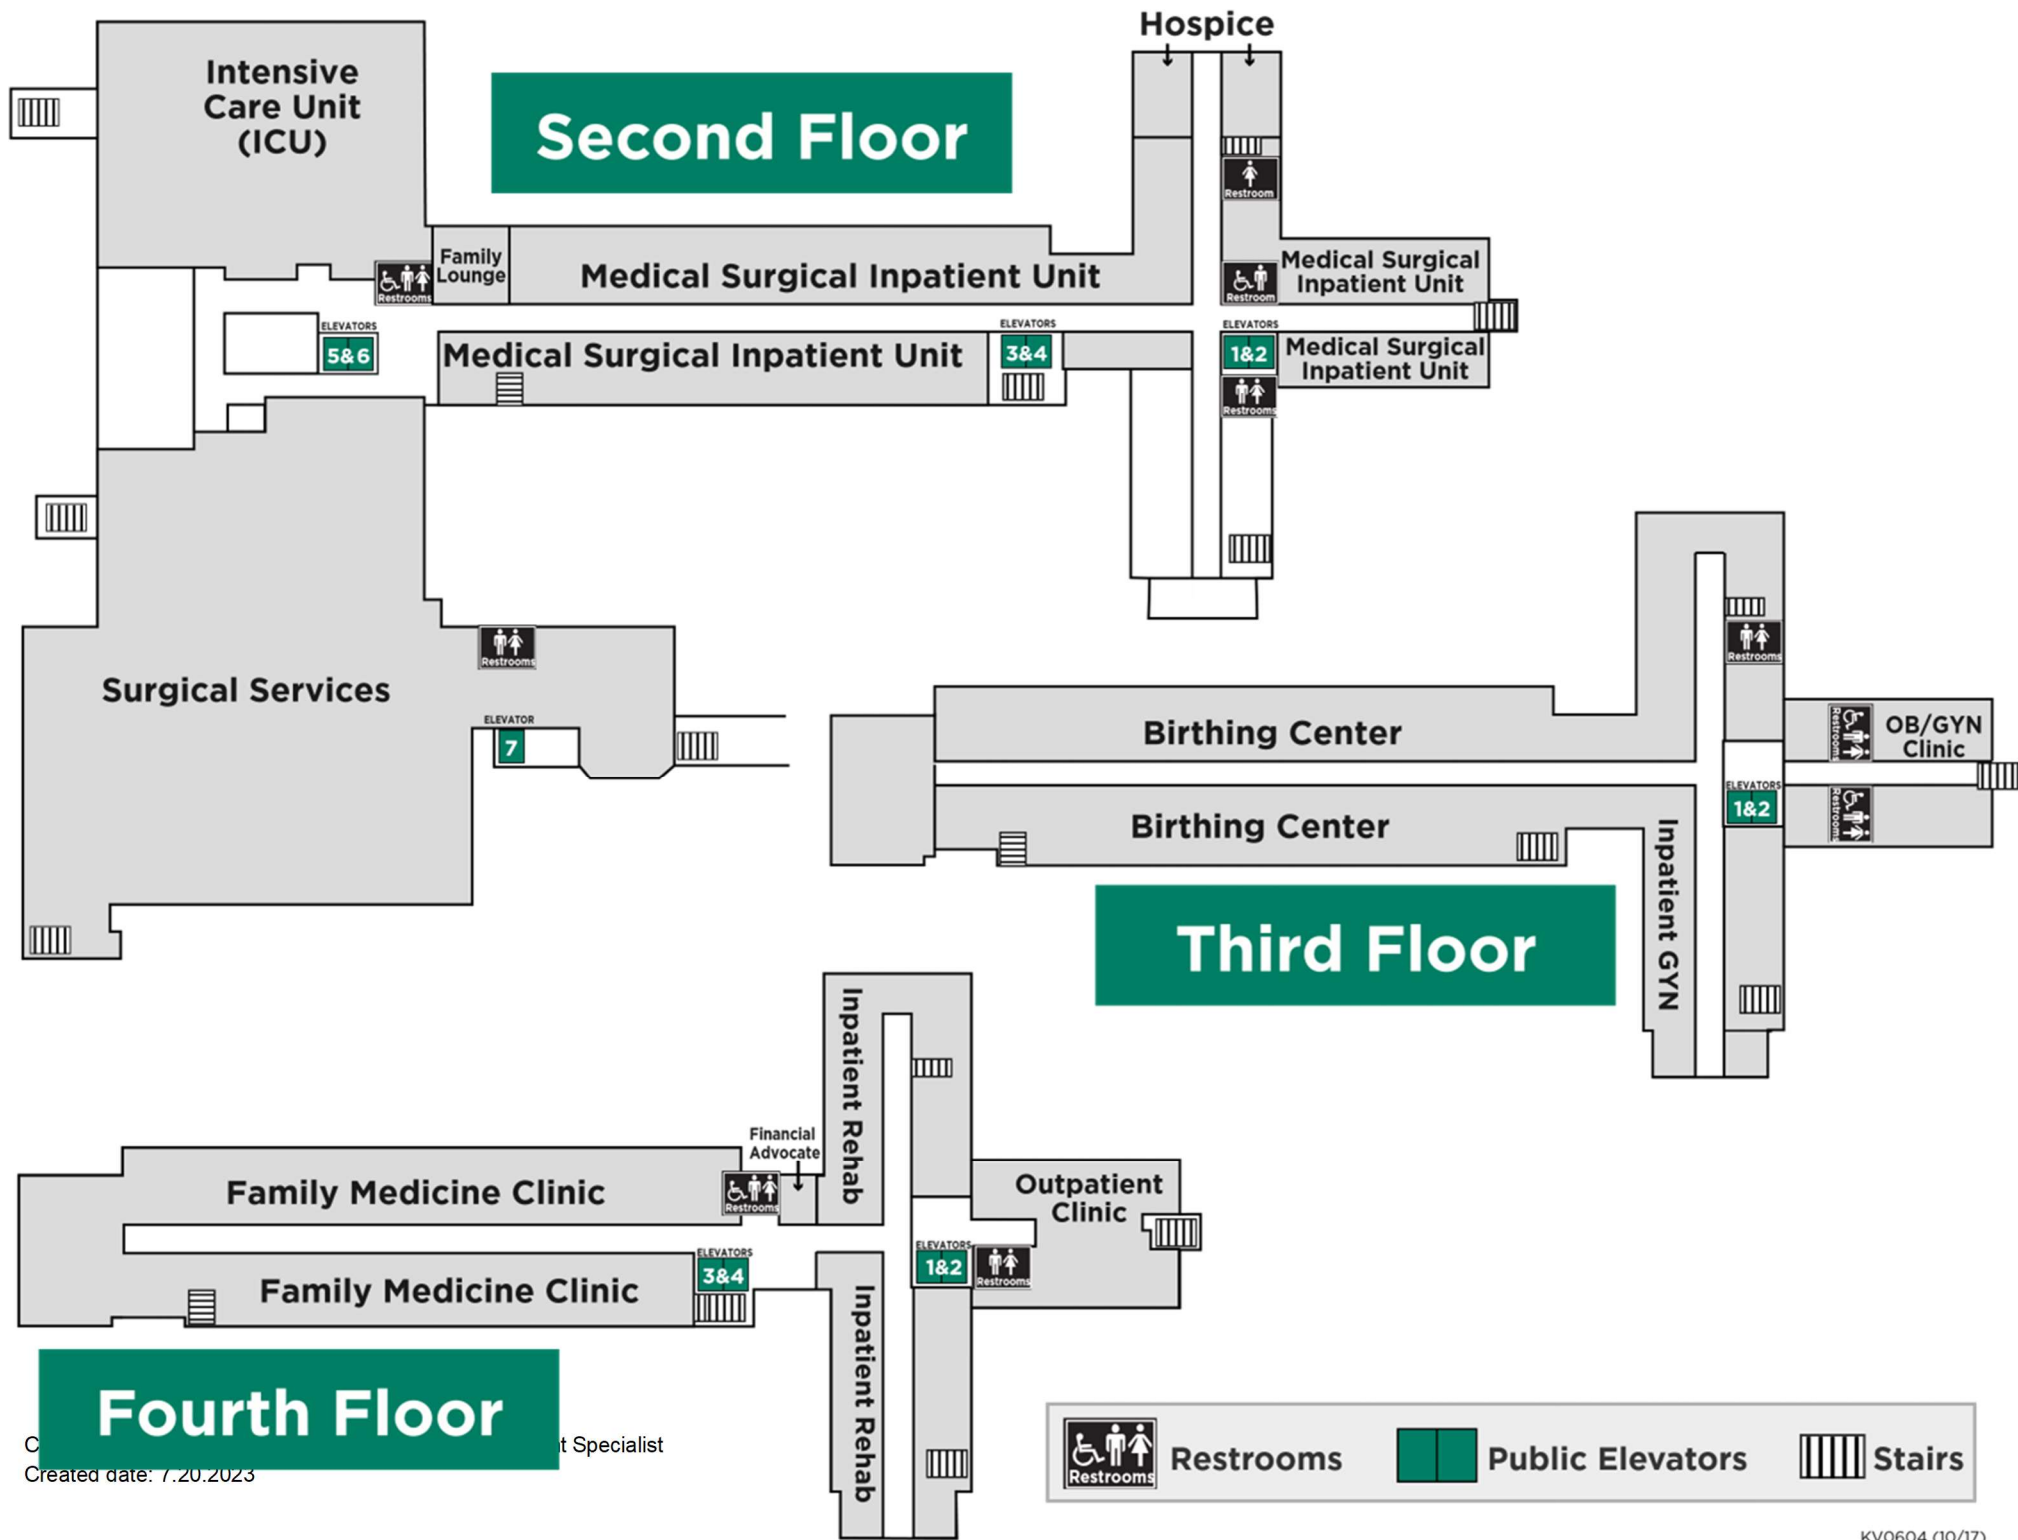 Hospice
Intensive
Care Unit
(ICU)
Second Floor
Restroom
Family
Lounge
Restrooms
Medical Surgical Inpatient Unit
Restroom
Medical Surgical
Inpatient Unit
ELEVATORS
5&6
Medical Surgical Inpatient Unit
ELEVATORS
3&4
ELEVATORS
1&2
Medical Surgical
Inpatient Unit
Restrooms
Restrooms
Surgical Services
ELEVATOR
7
Restrooms
Birthing Center
Restrooms
OB/GYN
Clinic
ELEVATORS
1&2
Restrooms
Birthing Center
Inpatient GYN
Third Floor
Inpatient Rehab
Financial
Advocate
Family Medicine Clinic
Restrooms
Outpatient
Clinic
ELEVATORS
3&4
ELEVATORS
1&2
Restrooms
Family Medicine Clinic
Inpatient Rehab
Fourth Floor
Specialist
Created date: 7.20.2023
Restrooms
Restrooms
Public Elevators
Stairs
KV0604 (10/17)